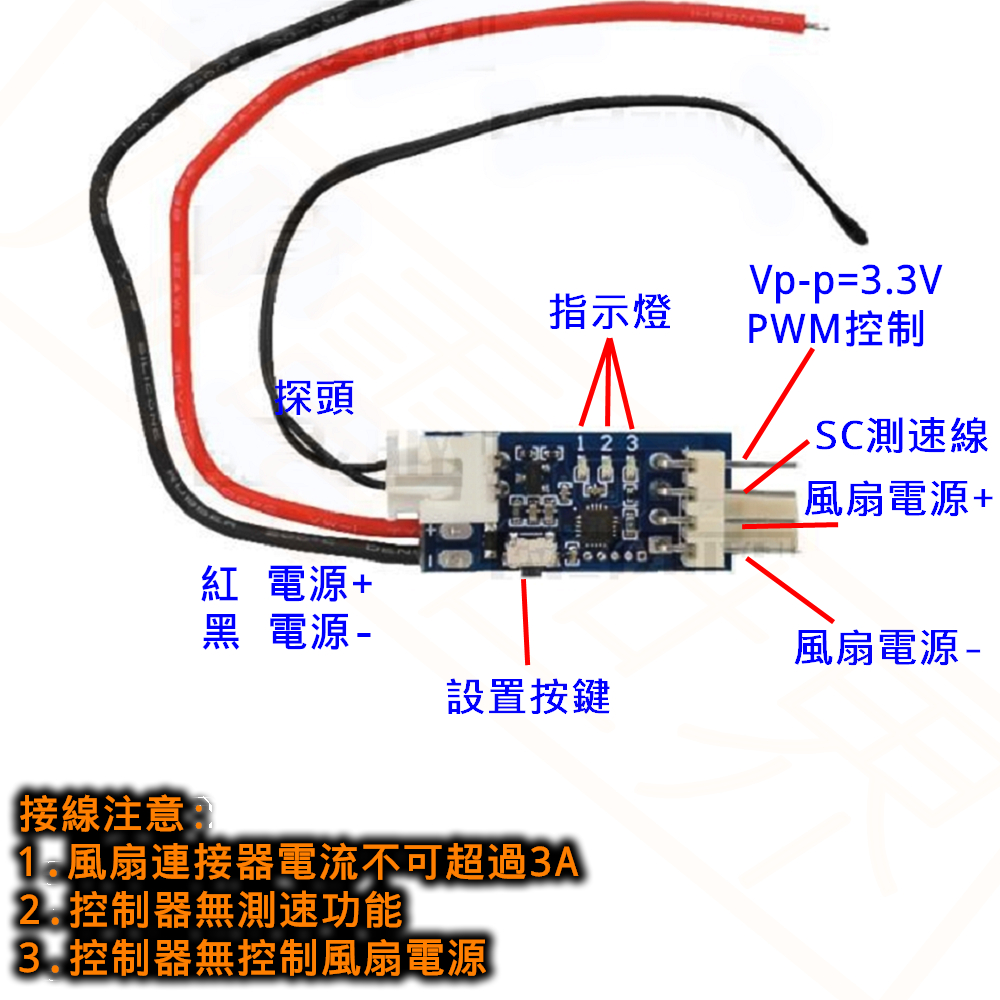 Vp-p=3.3V
PWM控制
指示燈
探頭
SC測速線
1 2 3
風扇電源+
紅 電源+
黑 電源-
風扇電源-
設置按鍵
接線注意:
1.風扇連接器電流不可超過3A
2.控制器無測速功能
3.控制器無控制風扇電源